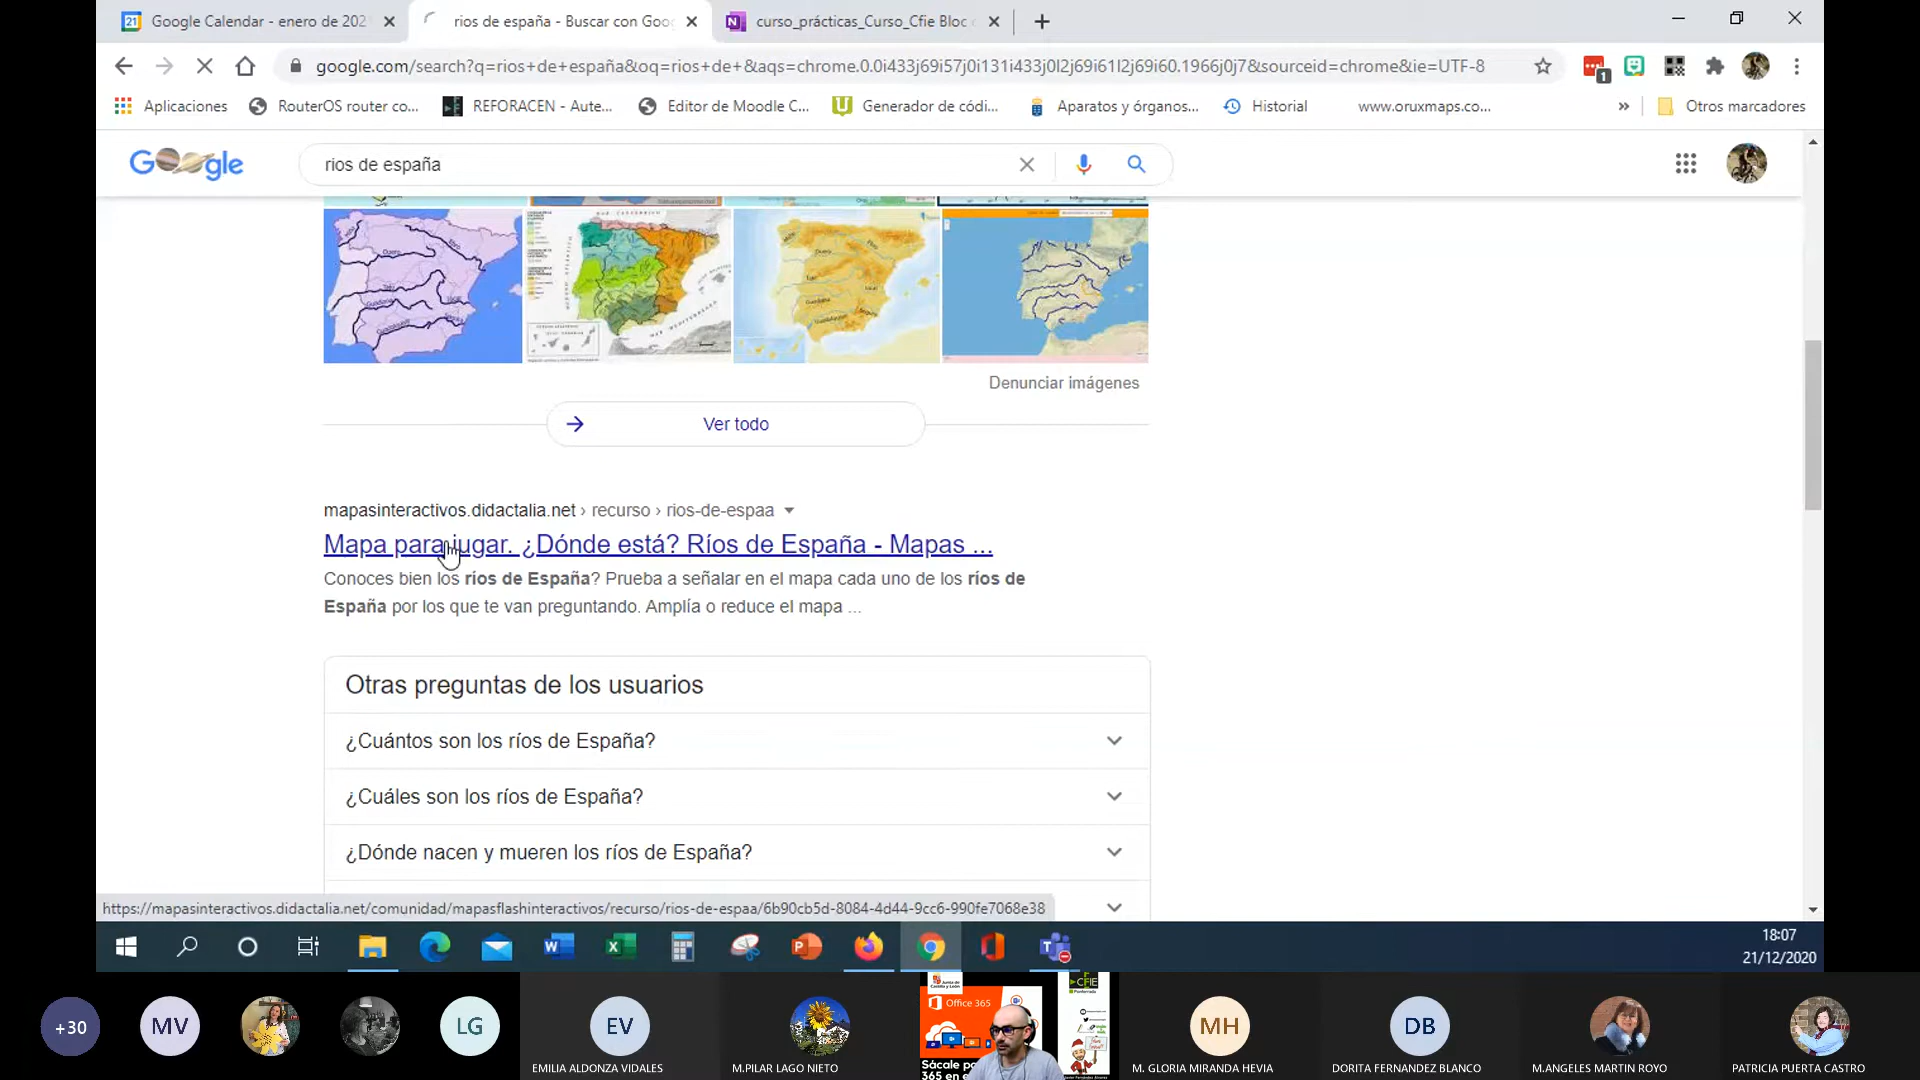 Google Calendar - enero de 202
rios de españa - Buscar con Goo
curso_prácticas_Curso_Cfie Bloc
google.com/search?q=rios+de+españa&oq=rios+de+&aqs=chrome.0.0i433j69i57j0i131i433j0l2j69i61l2j69i60.1966j0j7&sourceid=chrome&ie=UTF-8
1
Aplicaciones
RouterOS router co...
REFORACEN - Aute...
Editor de Moodle C...
Generador de códi...
Aparatos y órganos...
Historial
www.oruxmaps.co...
»
Otros marcadores
Google
rios de españa
Denunciar imágenes
Ver todo
mapasinteractivos.didactalia.net › recurso › rios-de-espaa
Mapa para jugar. ¿Dónde está? Ríos de España - Mapas ...
Conoces bien los ríos de España? Prueba a señalar en el mapa cada uno de los ríos de
España por los que te van preguntando. Amplía o reduce el mapa ...
Otras preguntas de los usuarios
¿Cuántos son los ríos de España?
¿Cuáles son los ríos de España?
¿Dónde nacen y mueren los ríos de España?
https://mapasinteractivos.didactalia.net/comunidad/mapasflashinteractivos/recurso/rios-de-espaa/6b90cb5d-8084-4d44-9cc6-990fe7068e38
18:07
21/12/2020
+30
MV
LG
EV
EMILIA ALDONZA VIDALES
M.PILAR LAGO NIETO
Office 365
CFIE
Sácale pa
365 en e
MH
M. GLORIA MIRANDA HEVIA
DB
DORITA FERNANDEZ BLANCO
M.ANGELES MARTIN ROYO
PATRICIA PUERTA CASTRO